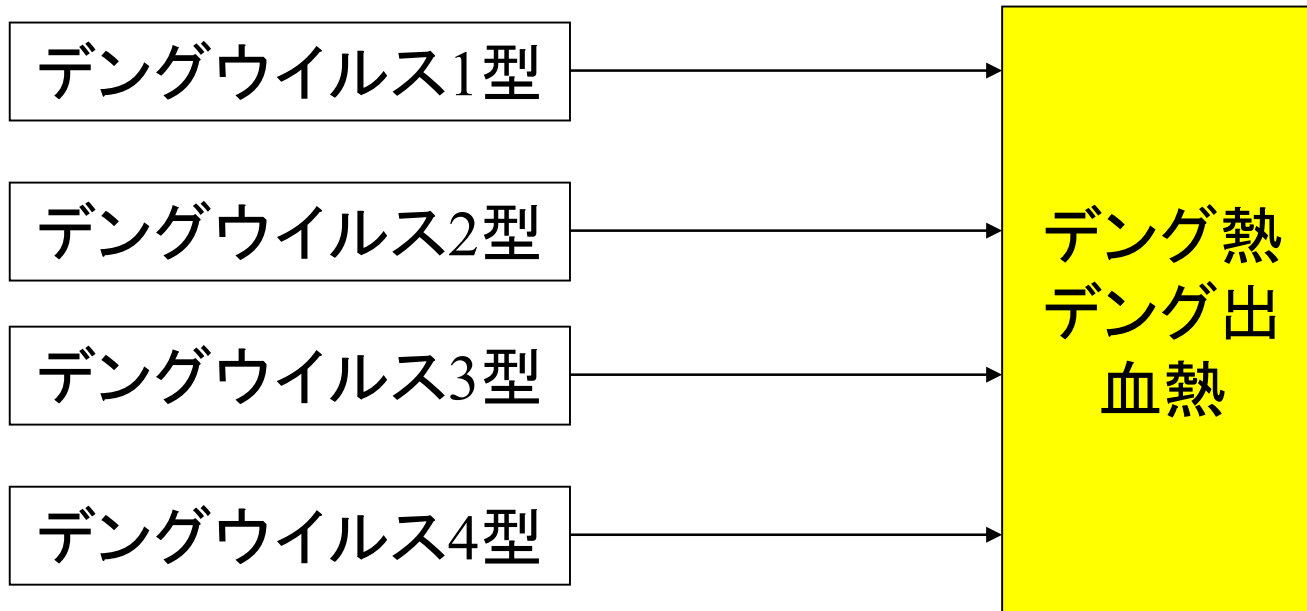 デングウイルス1型
デングウイルス2型
デングウイルス3型
デングウイルス4型
デング熱
デング出
血熱